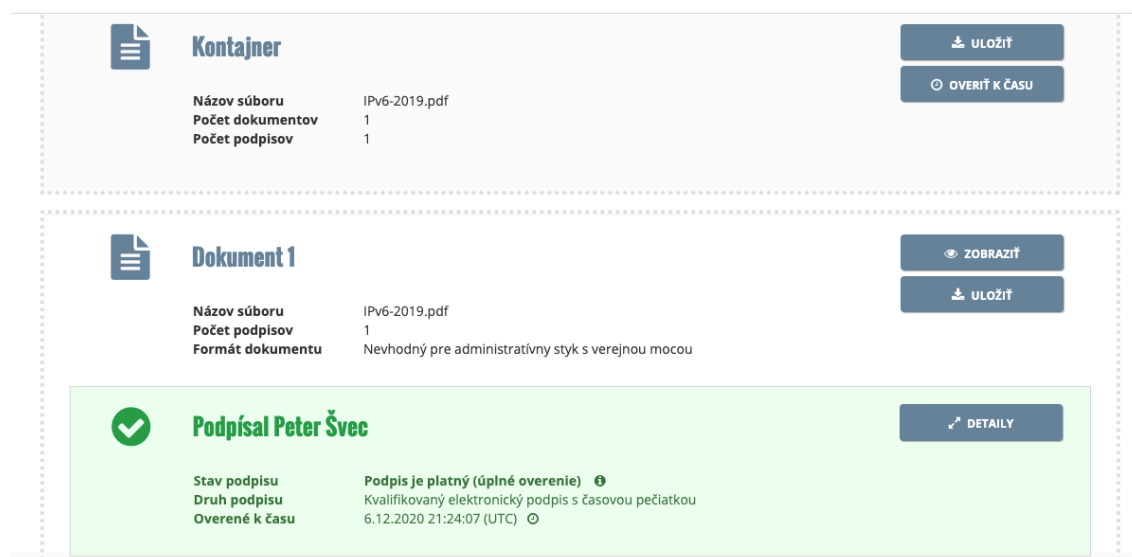 Kontajner
ULOŽIŤ
OVERIŤ K ČASU
Názov súboru IPv6-2019.pdf
Počet dokumentov 1
Počet podpisov 1
Dokument 1
ZOBRAZIŤ
ULOŽIŤ
Názov súboru IPv6-2019.pdf
Počet podpisov 1
Formát dokumentu Nevhodný pre administratívny styk s verejnou mocou
Podpísal Peter Švec
DETAILY
Stav podpisu Podpis je platný (úplné overenie)
Druh podpisu Kvalifikovaný elektronický podpis s časovou pečiatkou
Overené k času 6.12.2020 21:24:07 (UTC)